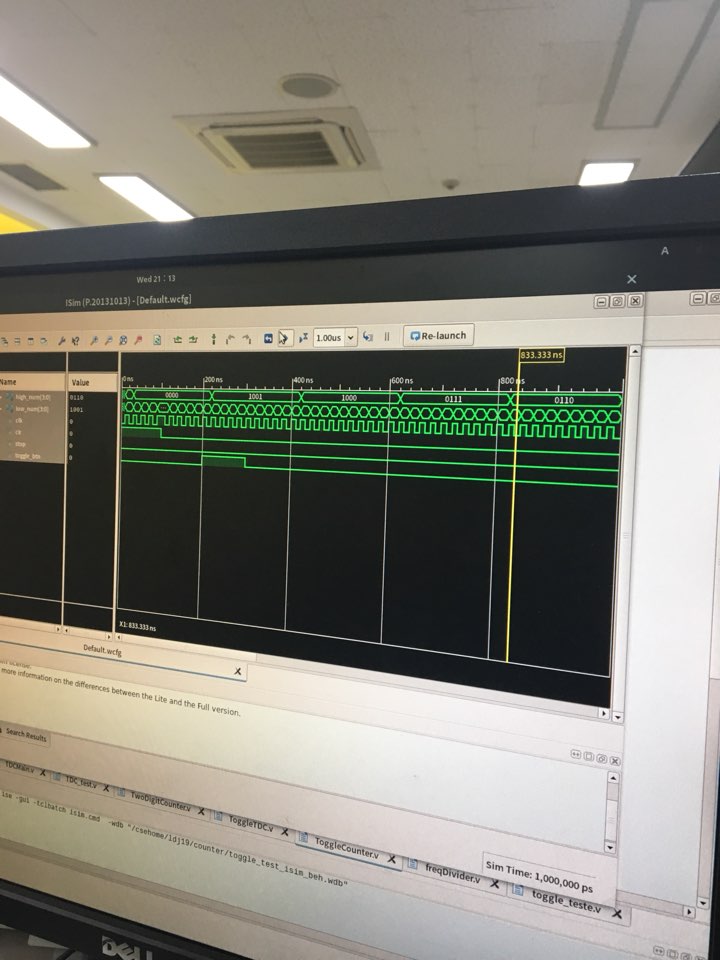 A
Wed 21 : 13
ISim (P.20131013) - [Default.wcfg]
1.00us
Re-launch
833.333 ns
Name
Value
0 ns
200 ns
400 ns
600 ns
800 ns
high_num[3:0]
0110
0000
1001
1000
0111
0110
low_num[3:0]
1001
clk
0
clr
0
stop
0
toggle_btn
0
X1: 833.333 ns
Default.wcfg
more information on the differences between the Lite and the Full version.
Search Results
TDCMain.v
TDC_test.v
TwoDigitCounter.v
ToggleTDC.v
ToggleCounter.v
freqDivider.v
toggle_teste.v
ise -gui -tclbatch isim.cmd -wdb "/csehome/ldj19/counter/toggle_test_isim_beh.wdb"
Sim Time: 1,000,000 ps
DELL